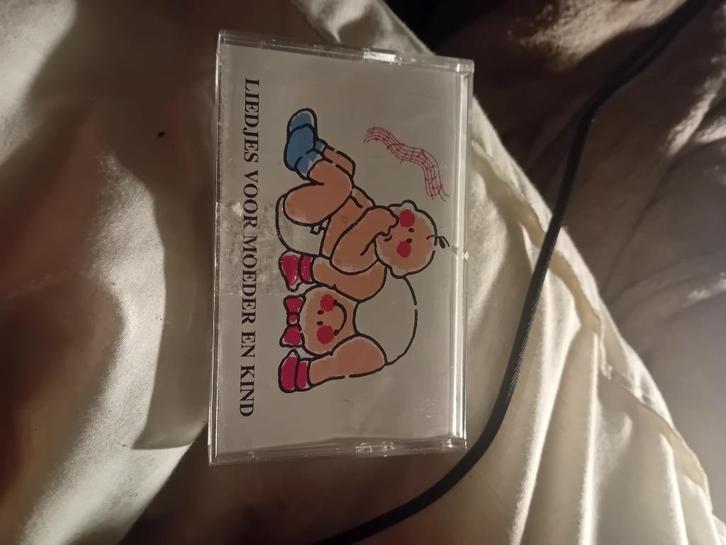 LIEDJES VOOR MOEDER EN KIND